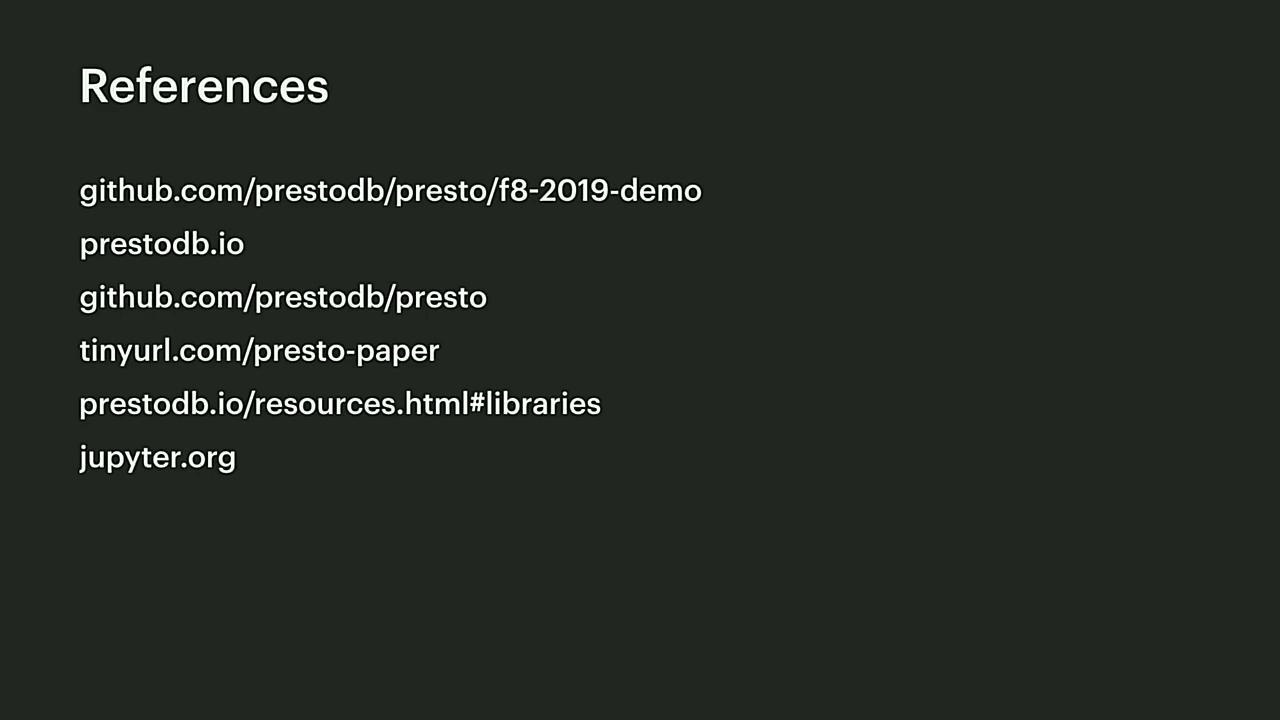 References
github.com/prestodb/presto/f8-2019-demo
prestodb.io
github.com/prestodb/presto
tinyurl.com/presto-paper
prestodb.io/resources.html#libraries
jupyter.org